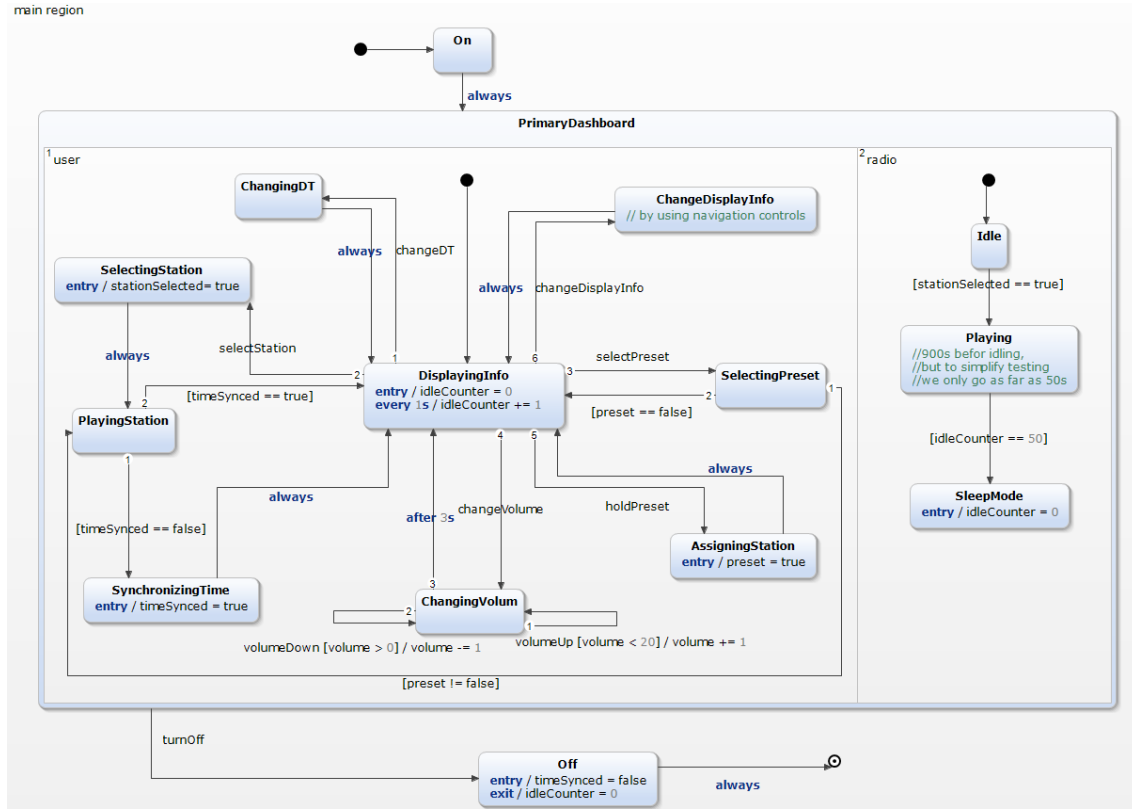 main region
On
always
PrimaryDashboard
1
user
2
radio
ChangingDT
ChangeDisplayInfo
// by using navigation controls
Idle
always
changeDT
SelectingStation
entry / stationSelected= true
always
changeDisplayInfo
[stationSelected == true]
always
selectStation
Playing
//900s befor idling,
//but to simplify testing
//we only go as far as 50s
1
6
selectPreset
2
DisplayingInfo
entry / idleCounter = 0
every 1s / idleCounter += 1
3
SelectingPreset
1
2
[timeSynced == true]
2
[preset == false]
PlayingStation
4
5
[idleCounter == 50]
1
always
always
SleepMode
entry / idleCounter = 0
after 3s
changeVolume
holdPreset
[timeSynced == false]
AssigningStation
entry / preset = true
SynchronizingTime
entry / timeSynced = true
3
ChangingVolum
2
1
volumeDown [volume > 0] / volume -= 1
volumeUp [volume < 20] / volume += 1
[preset != false]
turnOff
Off
entry / timeSynced = false
exit / idleCounter = 0
always